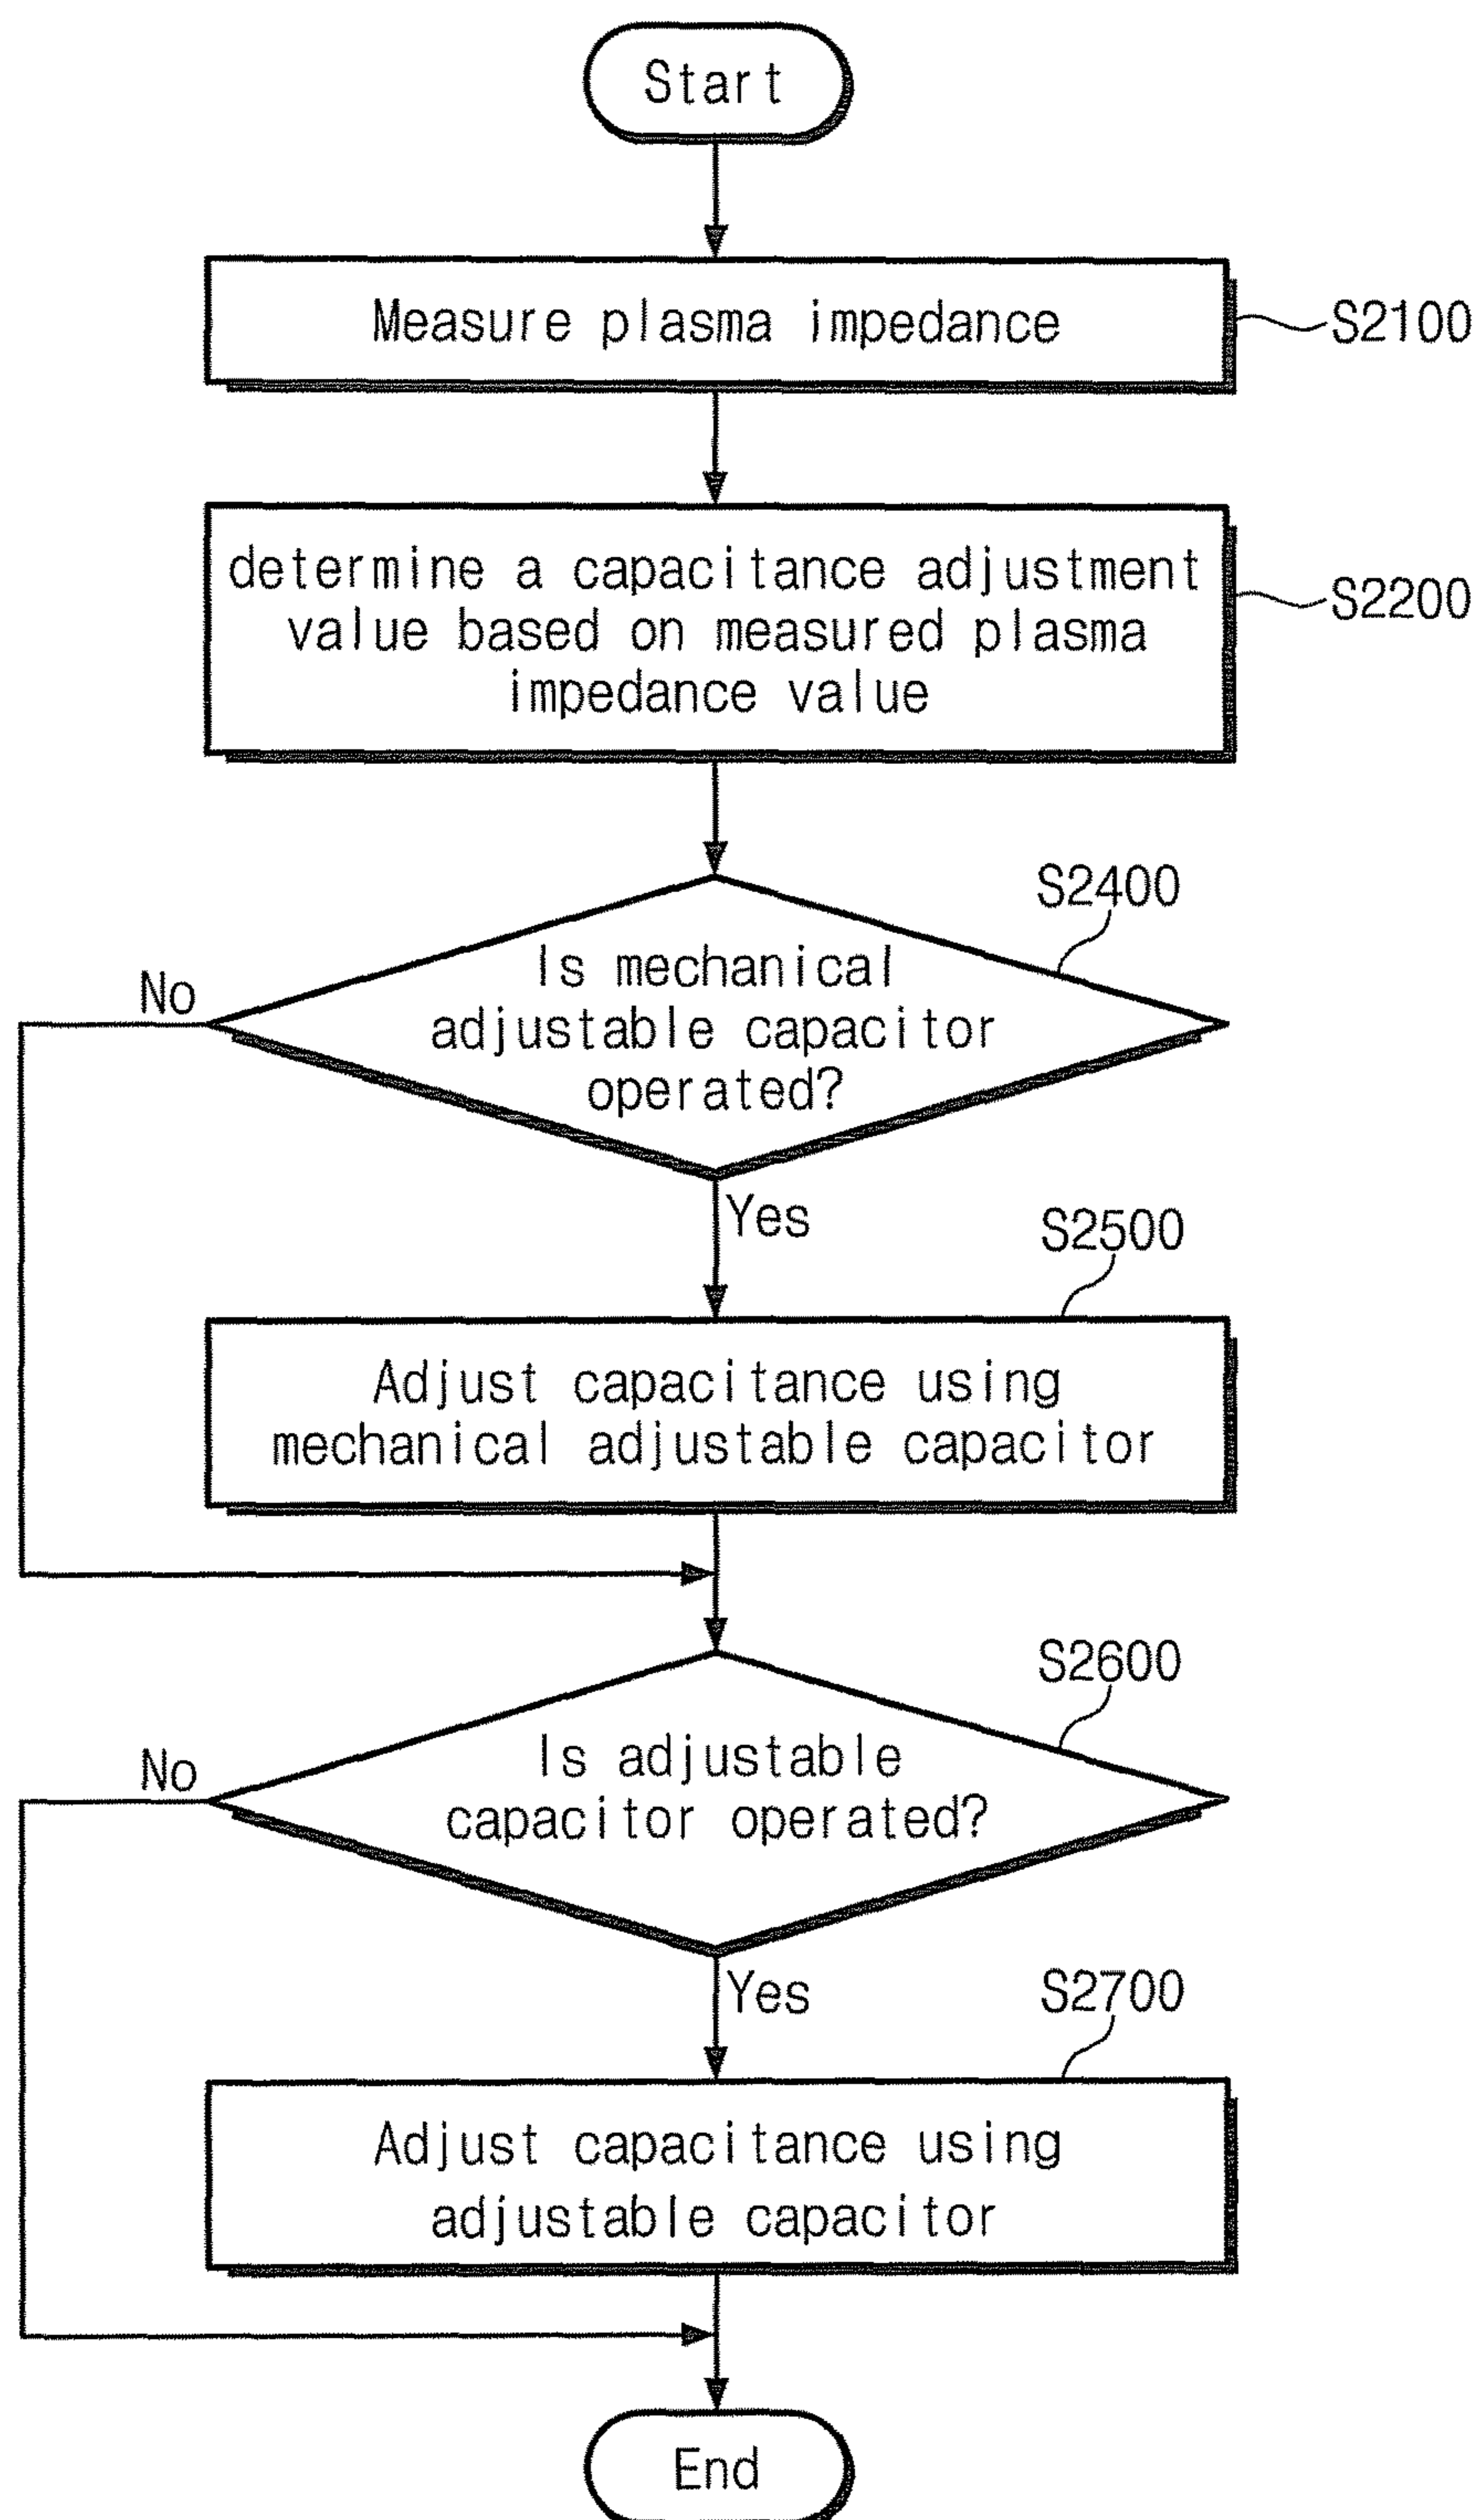 Start
Measure plasma impedance
S2100
determine a capacitance adjustment
value based on measured plasma
impedance value
S2200
S2400
Is mechanical
adjustable capacitor
operated?
No
Yes
S2500
Adjust capacitance using
mechanical adjustable capacitor
S2600
Is adjustable
capacitor operated?
No
Yes
S2700
Adjust capacitance using
adjustable capacitor
End